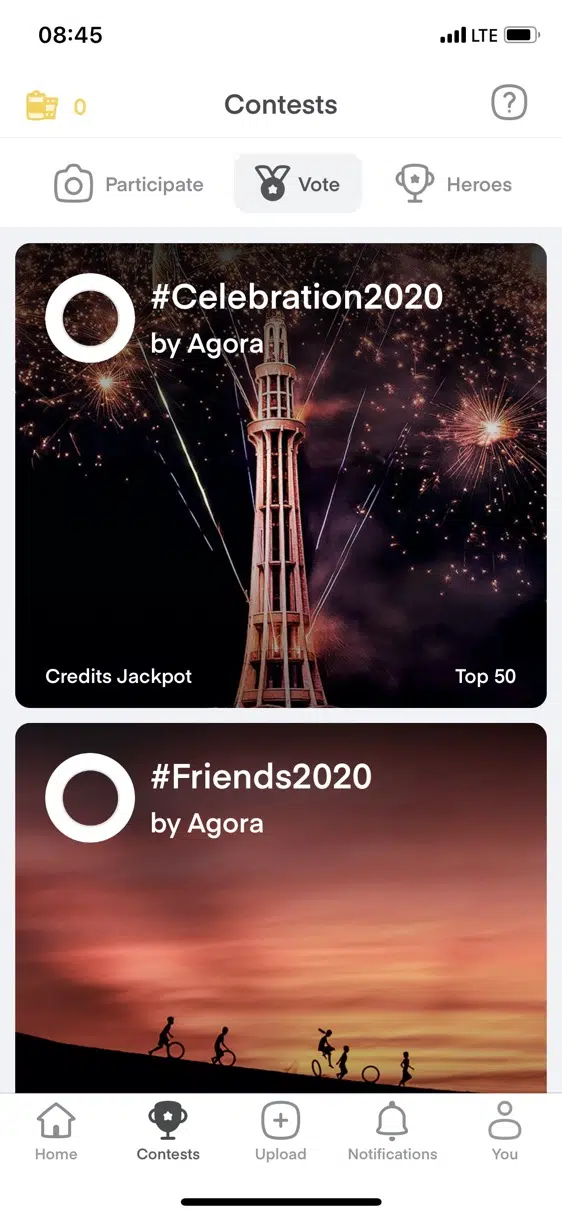 08:45
LTE
0
Contests
?
Participate
Vote
Heroes
#Celebration2020
by Agora
Credits Jackpot
Top 50
#Friends2020
by Agora
Home
Contests
Upload
Notifications
You